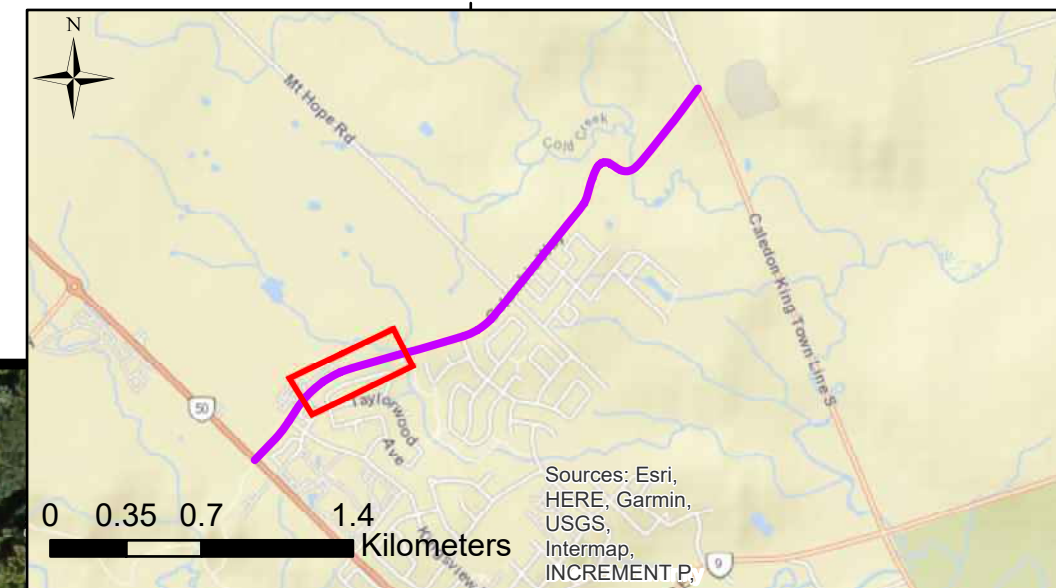 N
Mt Hope Rd
Cold Creek
Caledon King Town Line S
50
Taylorwood
Ave
9
0 0.35 0.7 1.4
Kilometers
Sources: Esri,
HERE, Garmin,
USGS,
Intermap,
INCREMENT P,